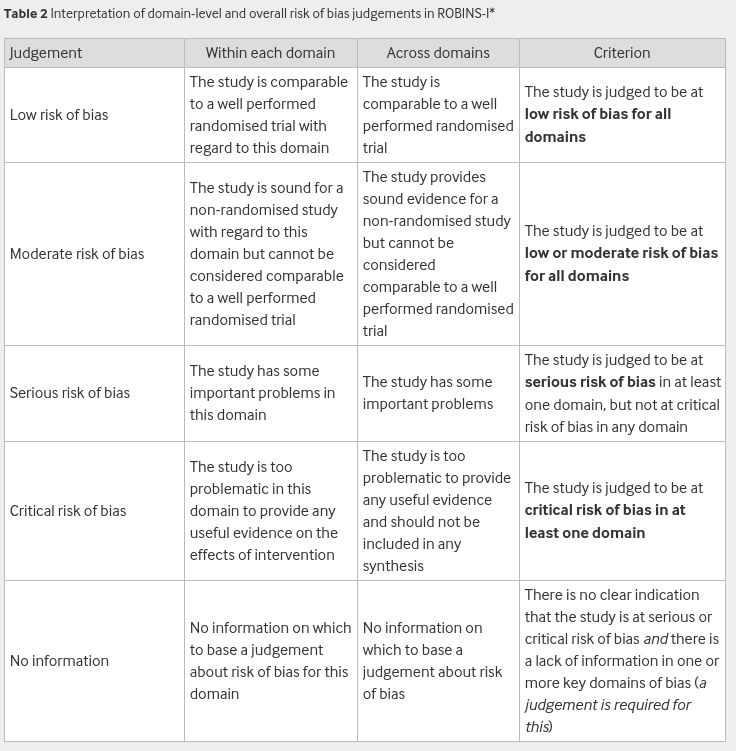 Table 2 Interpretation of domain-level and overall risk of bias judgements in ROBINS-I*
Judgement
Within each domain
Across domains
Criterion
Low risk of bias
The study is comparable
to a well performed
randomised trial with
regard to this domain
The study is
comparable to a well
performed randomised
trial
The study is judged to be at
low risk of bias for all
domains
Moderate risk of bias
The study is sound for a
non-randomised study
with regard to this
domain but cannot be
considered comparable
to a well performed
randomised trial
The study provides
sound evidence for a
non-randomised study
but cannot be
considered
comparable to a well
performed randomised
trial
The study is judged to be at
low or moderate risk of bias
for all domains
Serious risk of bias
The study has some
important problems in
this domain
The study has some
important problems
The study is judged to be at
serious risk of bias in at least
one domain, but not at critical
risk of bias in any domain
Critical risk of bias
The study is too
problematic in this
domain to provide any
useful evidence on the
effects of intervention
The study is too
problematic to provide
any useful evidence
and should not be
included in any
synthesis
The study is judged to be at
critical risk of bias in at
least one domain
No information
No information on which
to base a judgement
about risk of bias for this
domain
No information on
which to base a
judgement about risk
of bias
There is no clear indication
that the study is at serious or
critical risk of bias and there is
a lack of information in one or
more key domains of bias (a
judgement is required for
this)